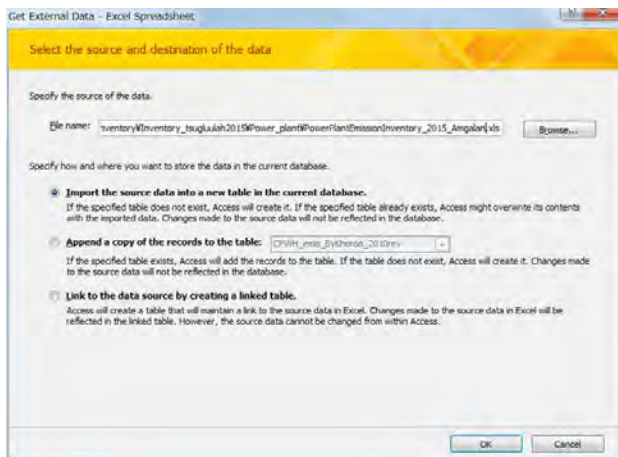 Get External Data - Excel Spreadsheet
Select the source and destination of the data
Specify the source of the data.
File name: sventory¥Inventory_tsugluulah2015¥Power_plant¥PowerPlantEmissionInventory_2015_Amgalan.xls Browse...
Specify how and where you want to store the data in the current database.
Import the source data into a new table in the current database.
If the specified table does not exist, Access will create it. If the specified table already exists, Access might overwrite its contents
with the imported data. Changes made to the source data will not be reflected in the database.
Append a copy of the records to the table:
If the specified table exists, Access will add the records to the table. If the table does not exist, Access will create it. Changes made
to the source data will not be reflected in the database.
Link to the data source by creating a linked table.
Access will create a table that will maintain a link to the source data in Excel. Changes made to the source data in Excel will be
reflected in the linked table. However, the source data cannot be changed from within Access.
OK Cancel